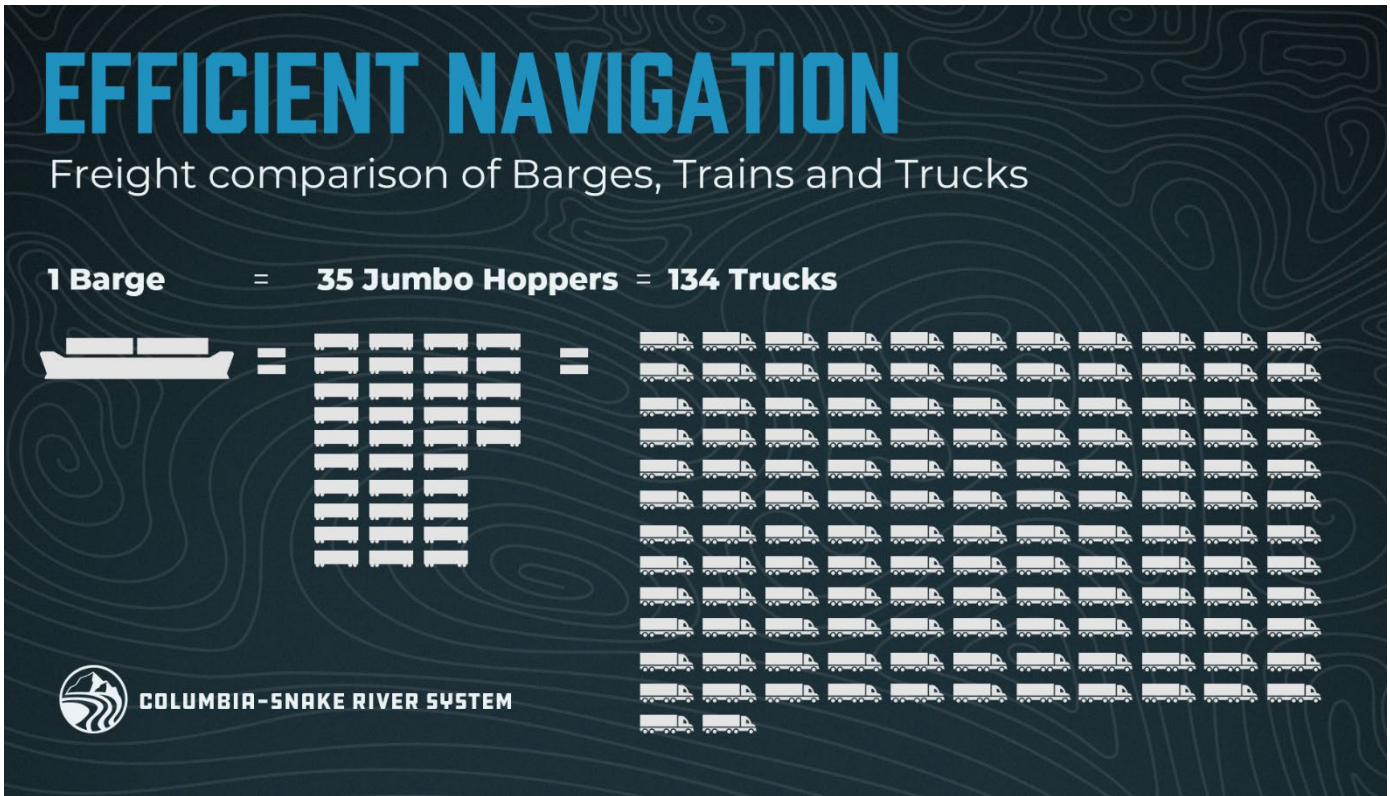 EFFICIENT NAVIGATION
Freight comparison of Barges, Trains and Trucks
1 Barge = 35 Jumbo Hoppers = 134 Trucks
= =
COLUMBIA-SNAKE RIVER SYSTEM